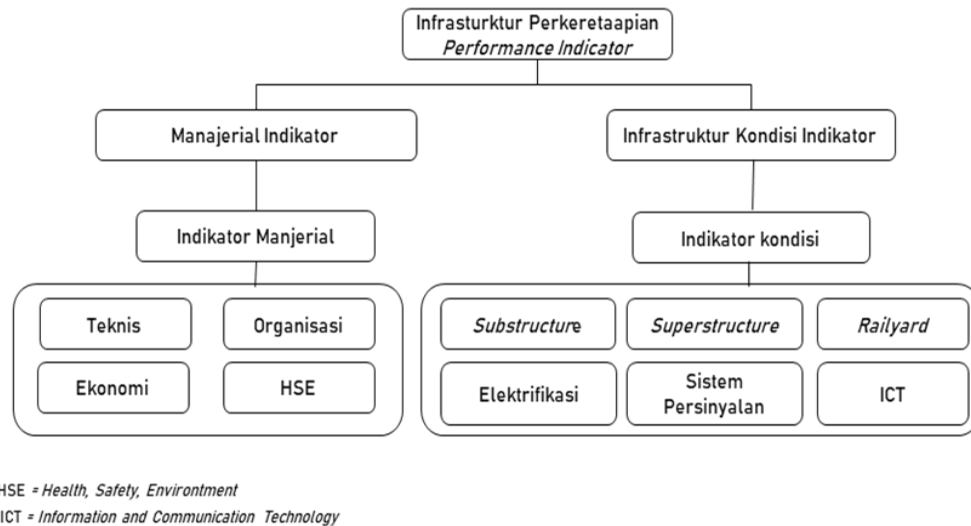 Infrasturktur Perkeretaapian
Performance Indicator
Manajerial Indikator
Infrastruktur Kondisi Indikator
Indikator Manjerial
Indikator kondisi
Teknis
Organisasi
Ekonomi
HSE
Substructure
Superstructure
Railyard
Elektrifikasi
Sistem
Persinyalan
ICT
HSE = Health, Safety, Environtment
ICT = Information and Communication Technology